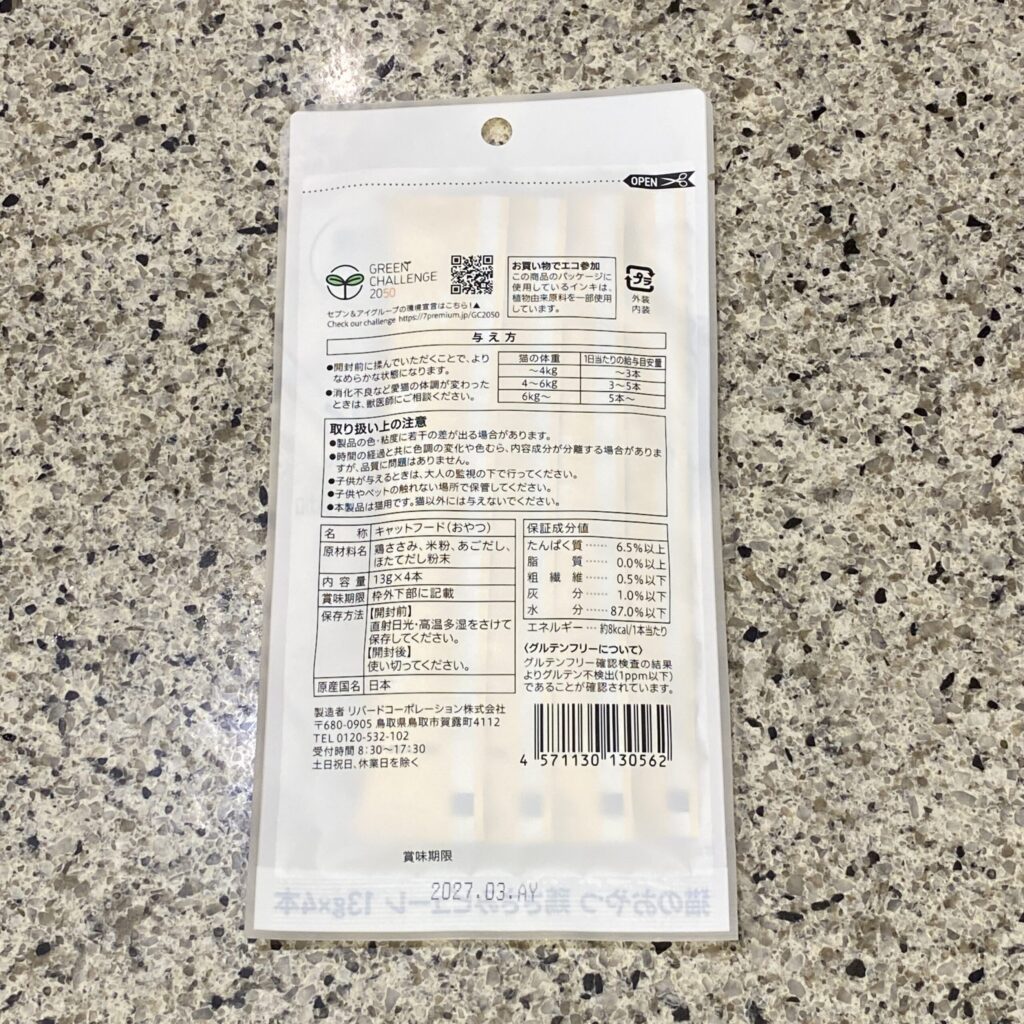 OPEN
GREEN
CHALLENGE
2050
セブン&アイグループの環境宣言はこちら!▲
Check our challenge https://7premium.jp/GC2050
お買い物でエコ参加
この商品のパッケージに
使用しているインキは、
植物由来原料を一部使用
しています。
プラ
外装
内装
与え方
●開封前に揉んでいただくことで、より
なめらかな状態になります。
●消化不良など愛猫の体調が変わった
ときは、獣医師にご相談ください。
猫の体重 1日当たりの給与目安量
~4kg ~3本
4~6kg 3~5本
6kg~ 5本~
取り扱い上の注意
●製品の色・粘度に若干の差が出る場合があります。
●時間の経過と共に色調の変化や色むら、内容成分が分離する場合がありま
すが、品質に問題はありません。
●子供が与えるときは、大人の監視の下で行ってください。
●子供やペットの触れない場所で保管してください。
●本製品は猫用です。猫以外には与えないでください。
名称 キャットフード(おやつ)
原材料名 鶏ささみ、米粉、あごだし、
ほたてだし粉末
内容量 13g×4本
賞味期限 枠外下部に記載
保存方法 【開封前】
直射日光・高温多湿をさけて
保存してください。
【開封後】
使い切ってください。
原産国名 日本
保証成分値
たんぱく質 …… 6.5%以上
脂質 …… 0.0%以上
粗繊維 …… 0.5%以下
灰分 …… 1.0%以下
水分 …… 87.0%以下
エネルギー … 約8kcal/1本当たり
〈グルテンフリーについて〉
グルテンフリー確認検査の結果
よりグルテン不検出(1ppm以下)
であることが確認されています。
製造者 リバードコーポレーション株式会社
〒680-0905 鳥取県鳥取市賀露町4112
TEL 0120-532-102
受付時間 8:30~17:30
土日祝日、休業日を除く
4 571130 130562
賞味期限
2027.03.AY
猫のおやつ 鶏ささみピューレ 13g×4本